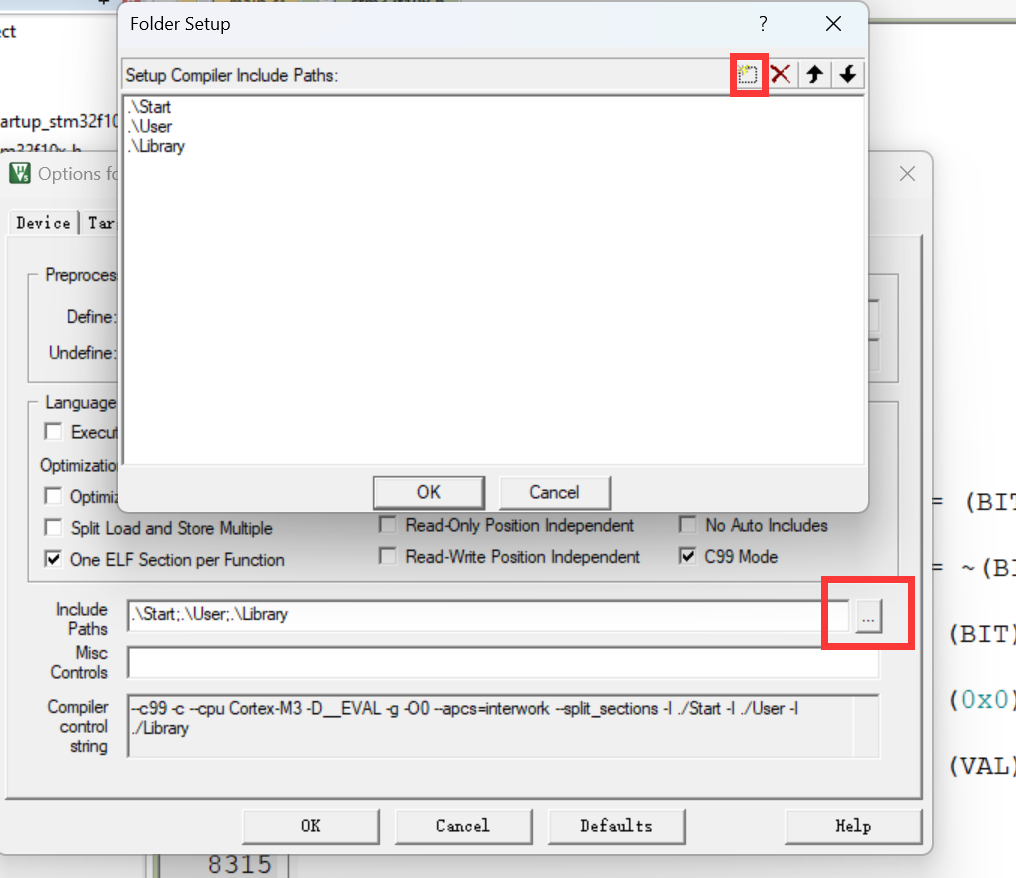 Folder Setup
?
ect
Setup Compiler Include Paths:
.\Start
artup_stm32f10
.\User
.\Library
m32f10x.h
Options fo
Device
Tar
Preproces
Define:
Undefine:
Language
Execut
Optimizatio
OK
Cancel
Optimiz
= (BIT
Split Load and Store Multiple
Read-Only Position Independent
No Auto Includes
One ELF Section per Function
Read-Write Position Independent
C99 Mode
= ~(BI
Include
Paths
.\Start;.\User;.\Library
...
(BIT)
Misc
Controls
Compiler
control
string
--c99 -c --cpu Cortex-M3 -D__EVAL -g -O0 --apcs=interwork --split_sections -I ./Start -I ./User -I
./Library
(0x0)
(VAL)
OK
Cancel
Defaults
Help
8315